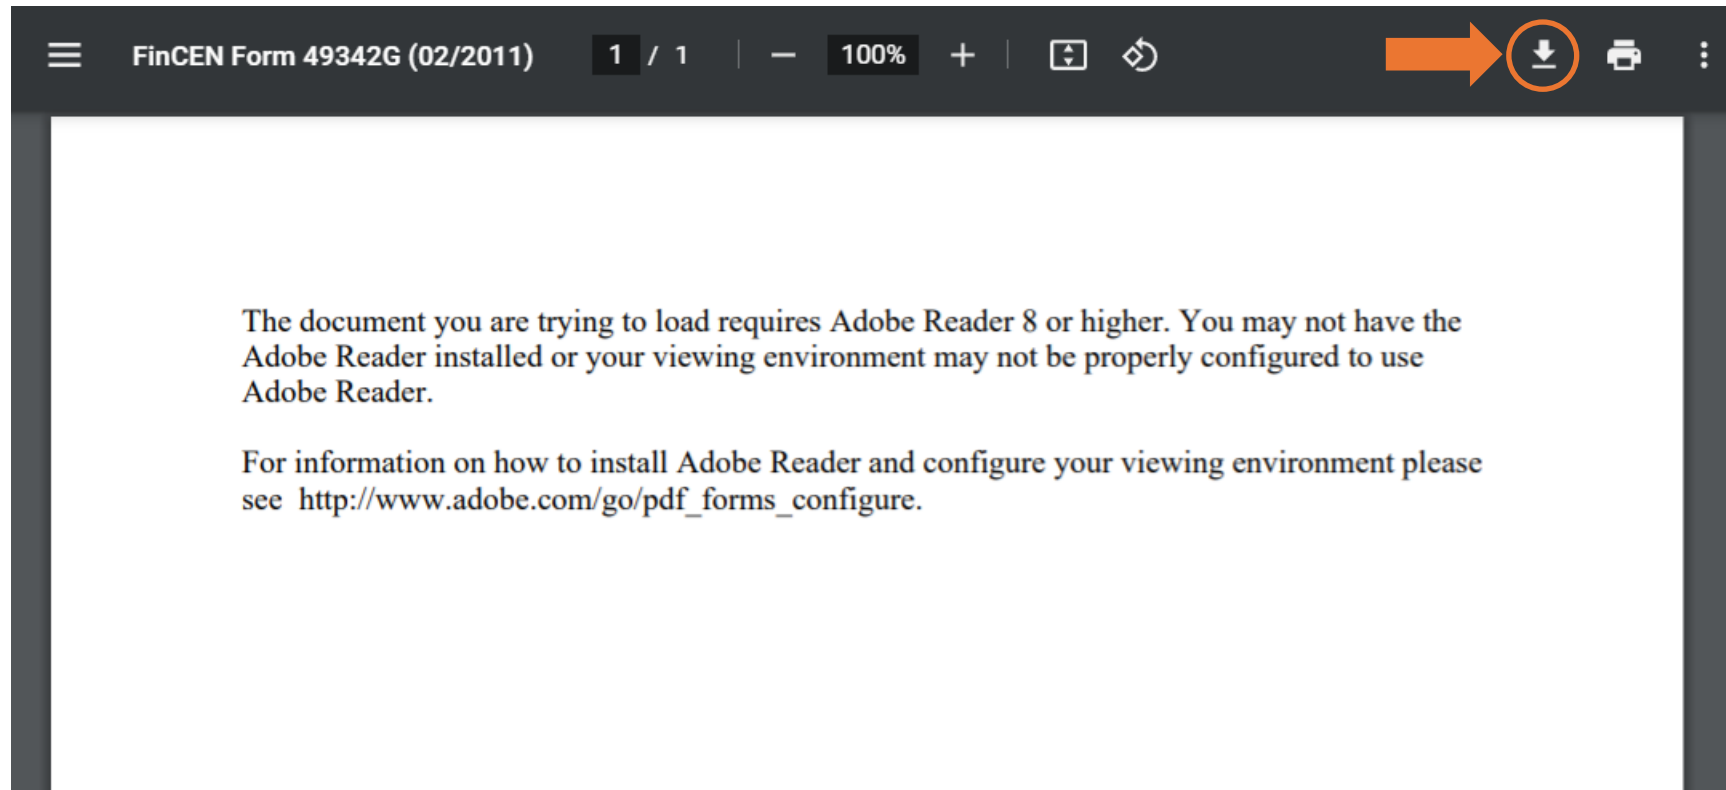 FinCEN Form 49342G (02/2011) 1 / 1 100%
The document you are trying to load requires Adobe Reader 8 or higher. You may not have the
Adobe Reader installed or your viewing environment may not be properly configured to use
Adobe Reader.
For information on how to install Adobe Reader and configure your viewing environment please
see  http://www.adobe.com/go/pdf_forms_configure.